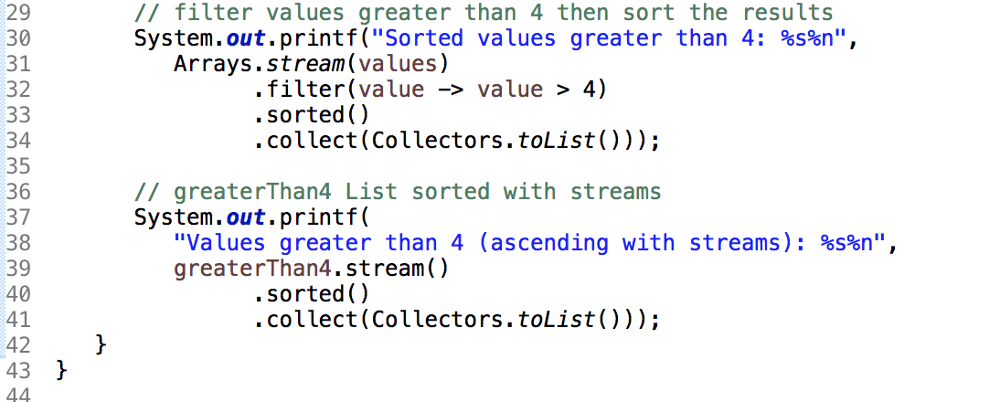 29 // filter values greater than 4 then sort the results
30 System.out.printf("Sorted values greater than 4: %s%n",
31 Arrays.stream(values)
32 .filter(value -> value > 4)
33 .sorted()
34 .collect(Collectors.toList()));
35
36 // greaterThan4 List sorted with streams
37 System.out.printf(
38 "Values greater than 4 (ascending with streams): %s%n",
39 greaterThan4.stream()
40 .sorted()
41 .collect(Collectors.toList()));
42 }
43 }
44